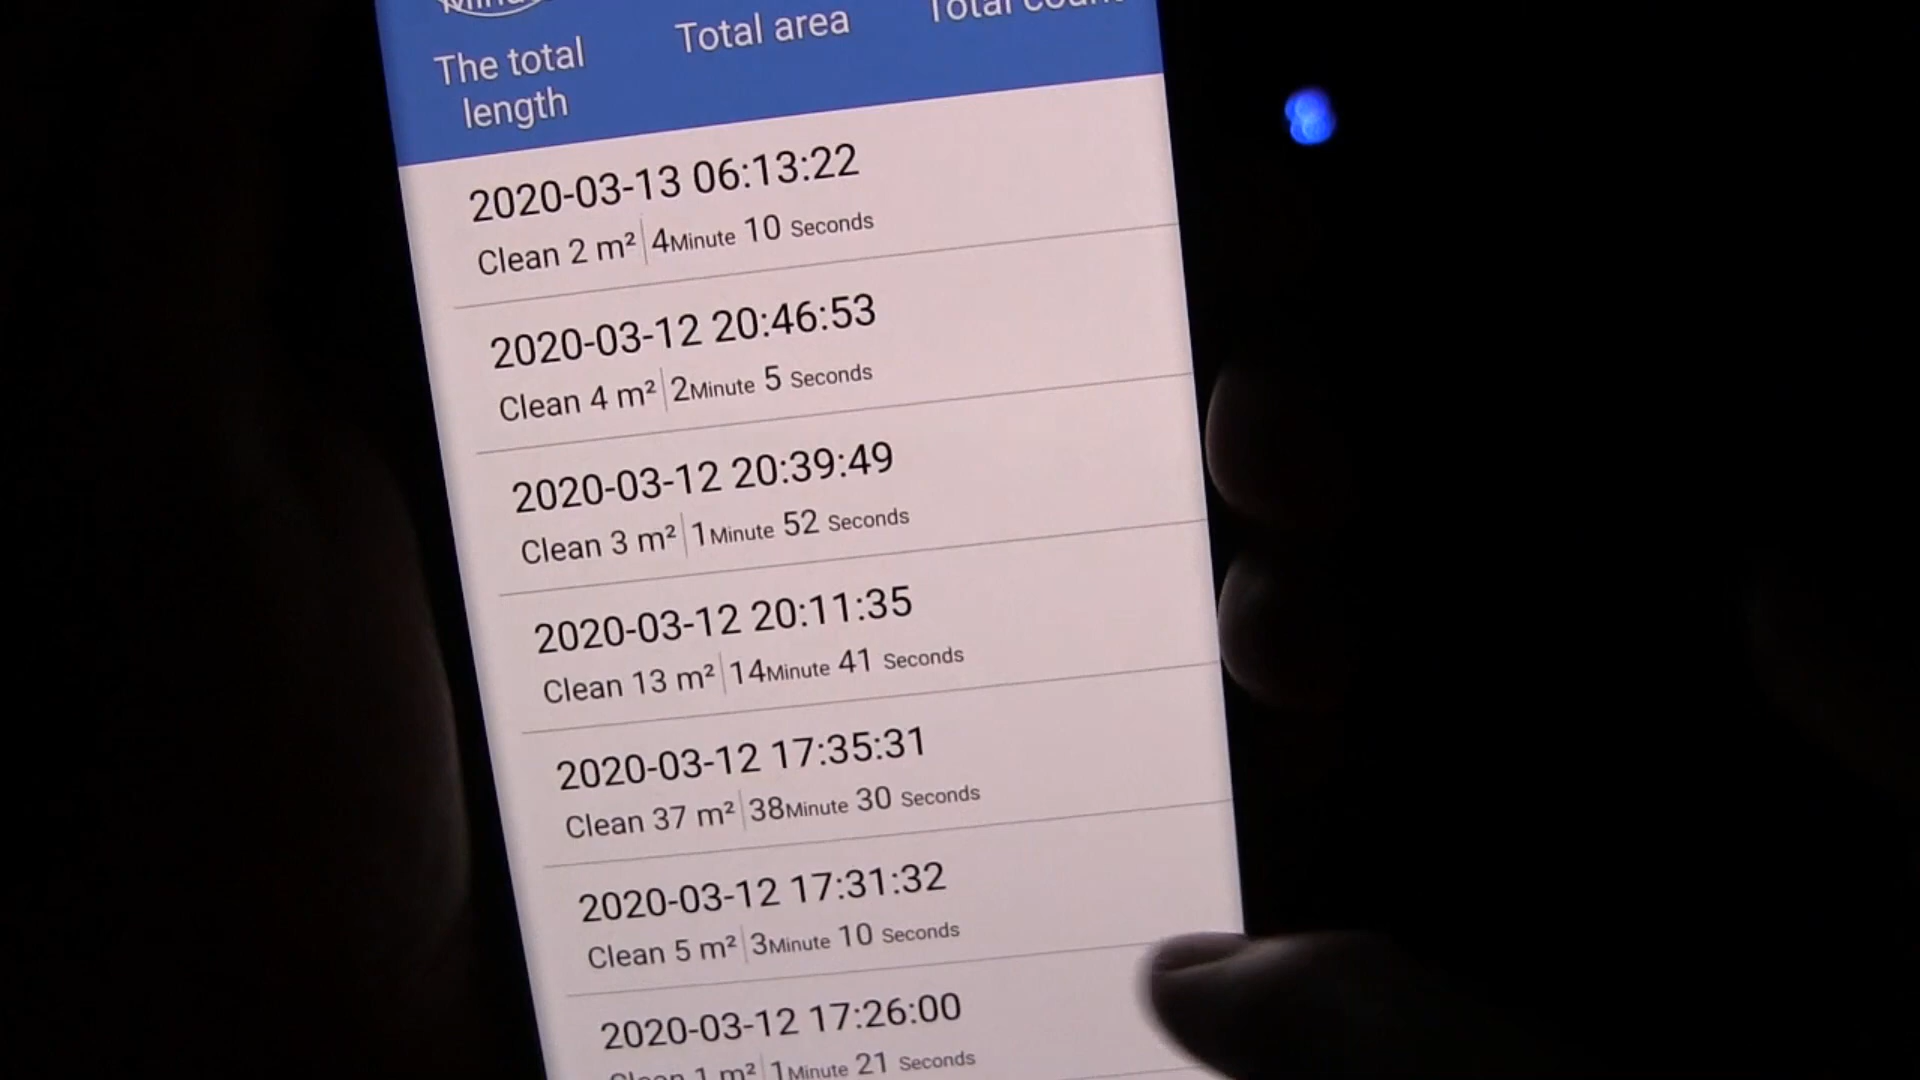 The total
length
Total area
Total
2020-03-13 06:13:22
Clean 2 m² 4Minute 10 Seconds
2020-03-12 20:46:53
Clean 4 m² 2Minute 5 Seconds
2020-03-12 20:39:49
Clean 3 m² 1Minute 52 Seconds
2020-03-12 20:11:35
Clean 13 m² 14Minute 41 Seconds
2020-03-12 17:35:31
Clean 37 m² 38Minute 30 Seconds
2020-03-12 17:31:32
Clean 5 m² 3Minute 10 Seconds
2020-03-12 17:26:00
Clean 1 m² 1Minute 21 Seconds